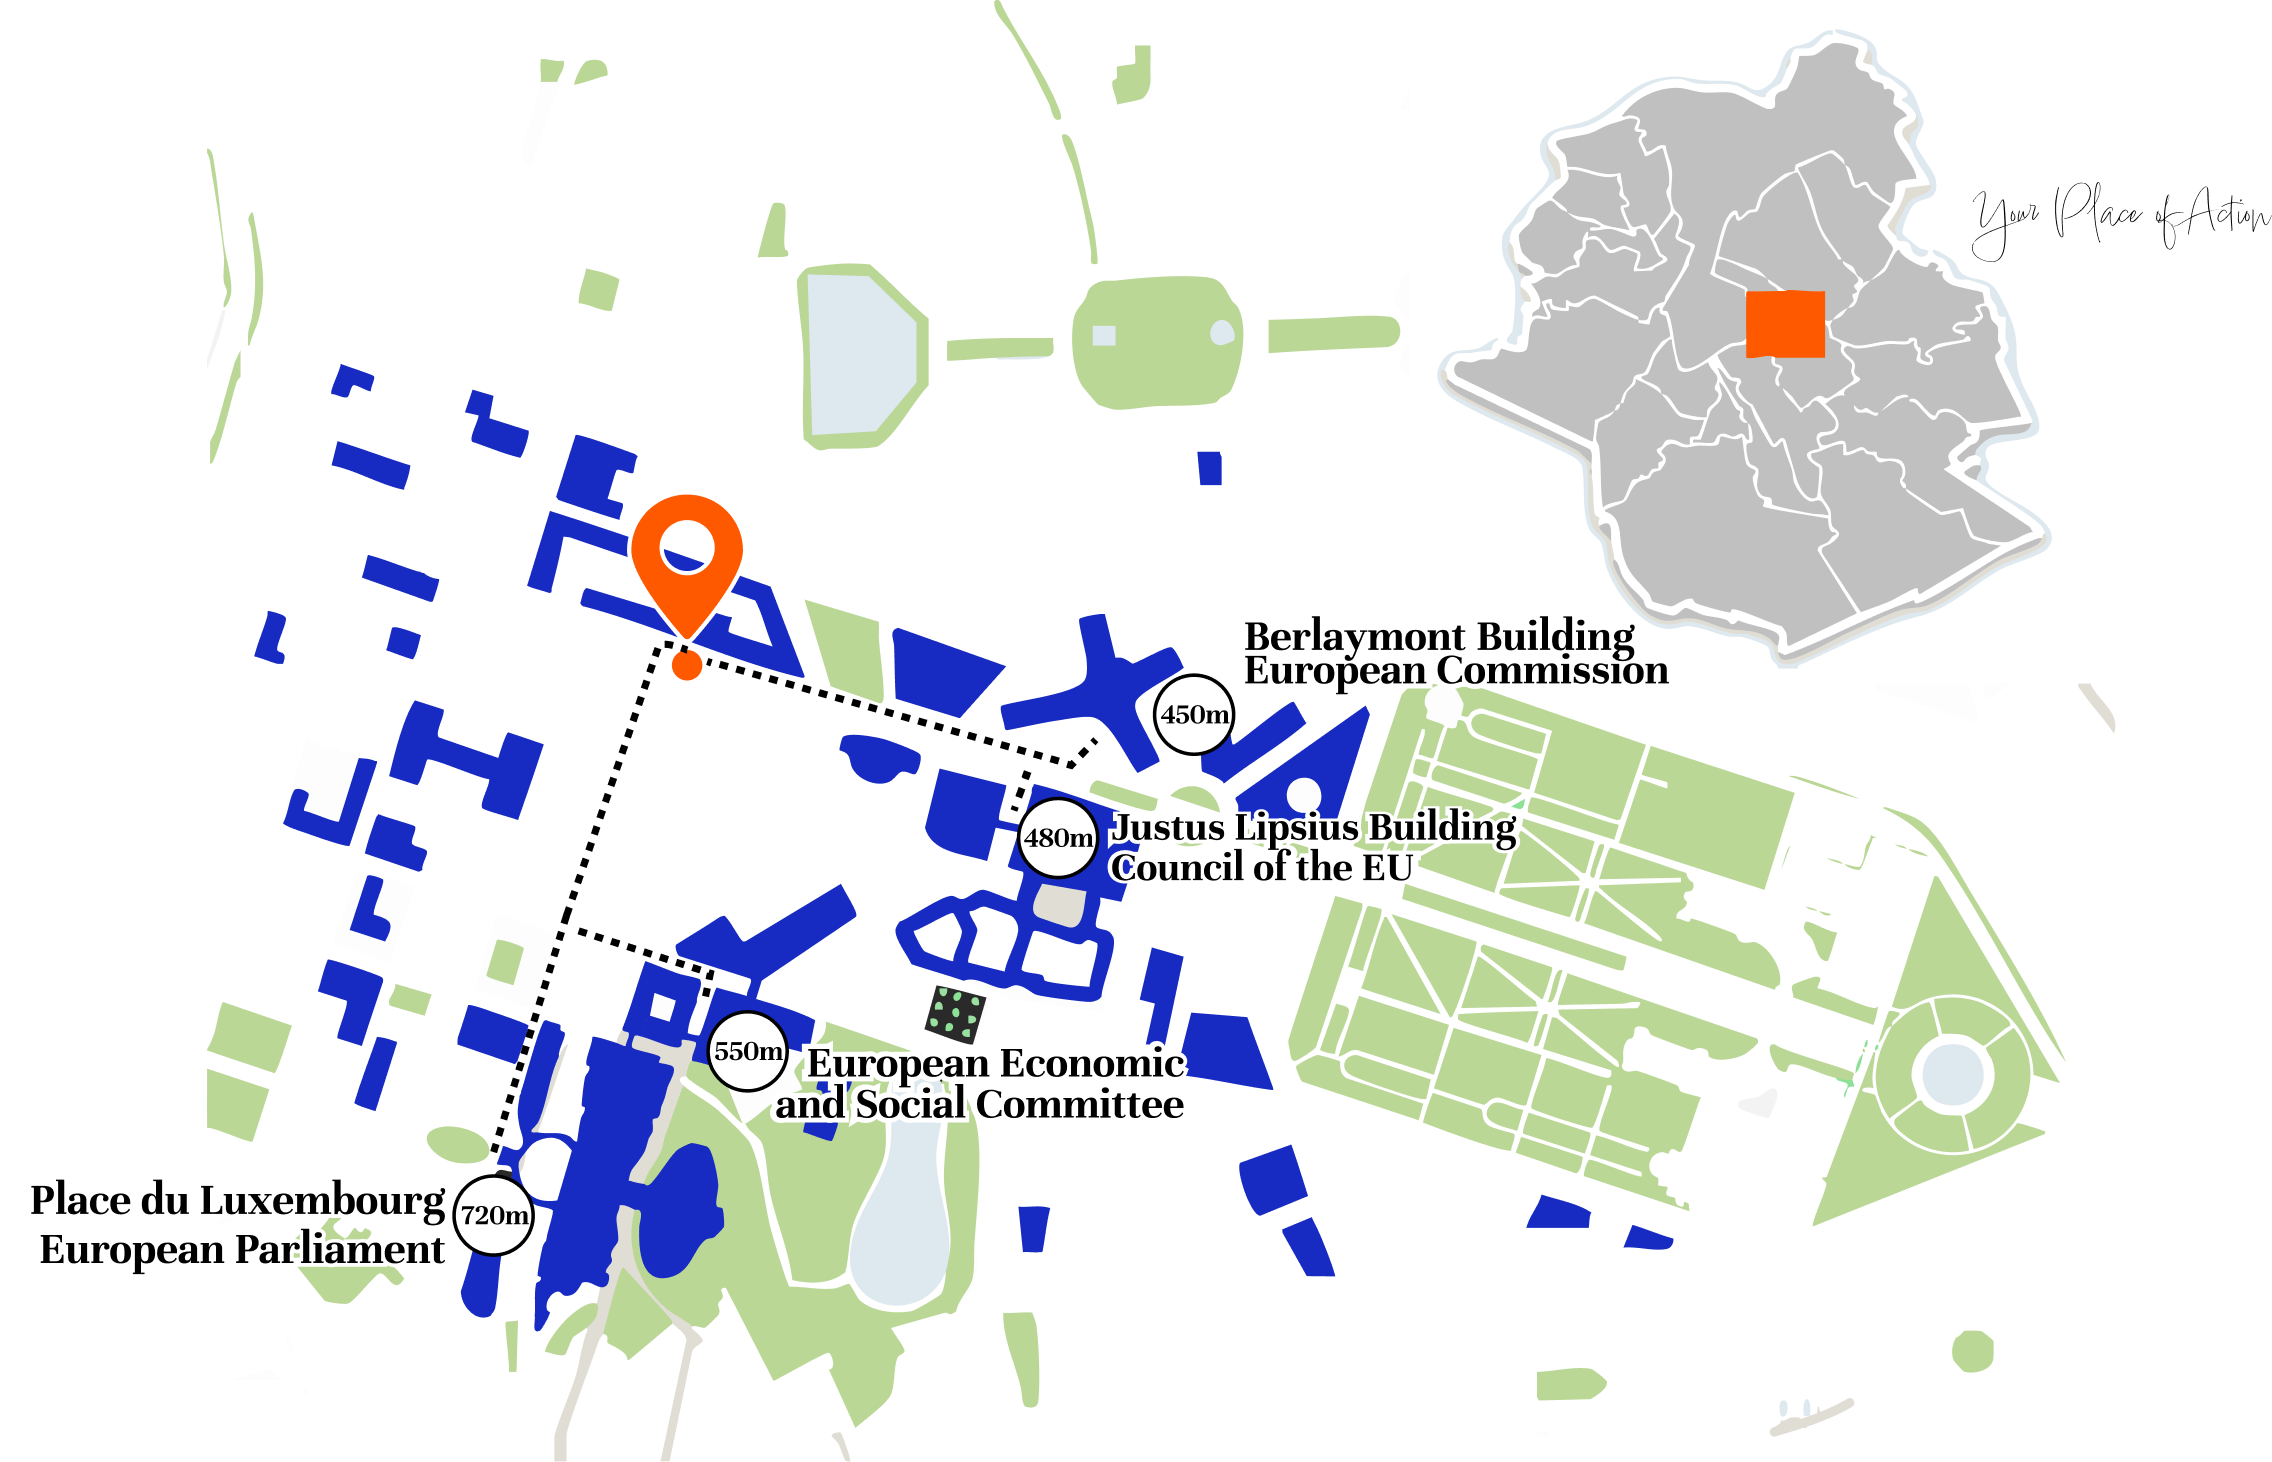 Your Place of Action
Berlaymont Building
European Commission
450m
480m
Justus Lipsius Building
Council of the EU
550m
European Economic
and Social Committee
Place du Luxembourg
European Parliament
720m